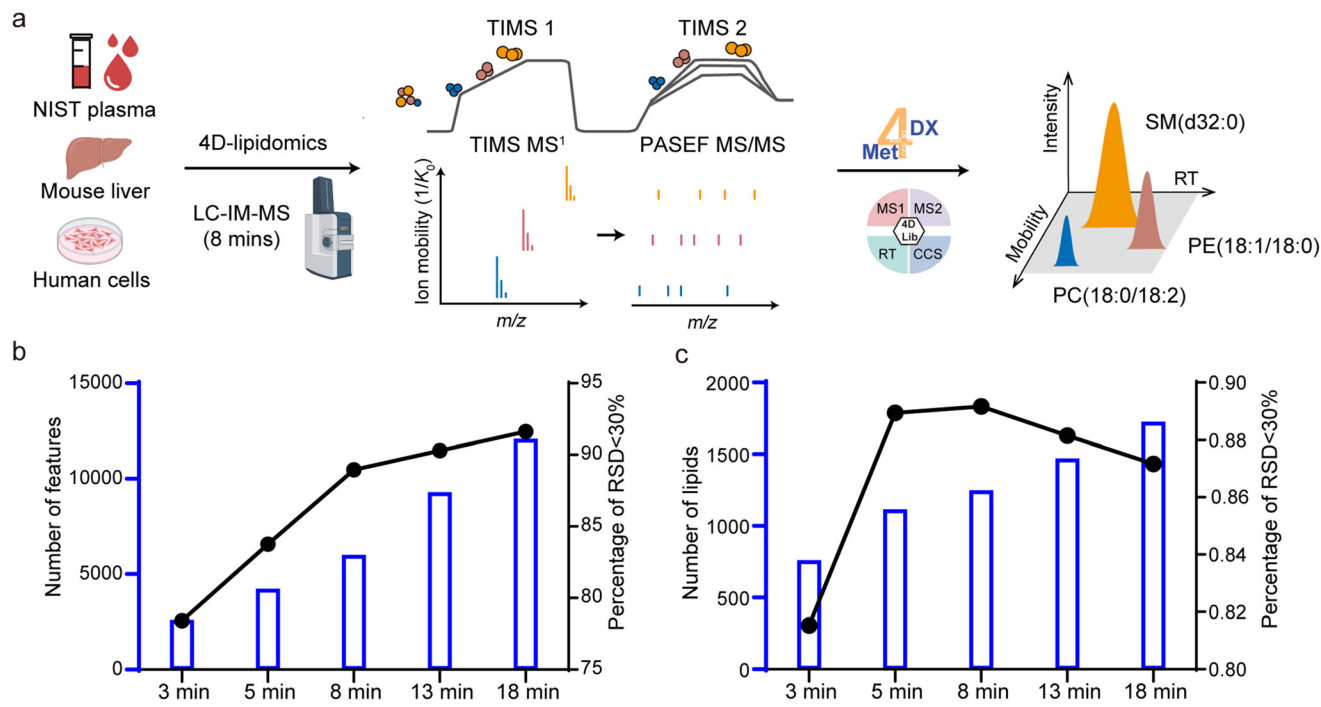 a
NIST plasma
Mouse liver
Human cells
4D-lipidomics
LC-IM-MS
(8 mins)
TIMS 1
TIMS 2
TIMS MS¹
PASEF MS/MS
Ion mobility (1/K₀)
m/z
m/z
Met 4 DX
MS1
MS2
4D
Lib
RT
CCS
Intensity
SM(d32:0)
RT
Mobility
PE(18:1/18:0)
PC(18:0/18:2)
b
Number of features
15000
10000
5000
0
95
90
85
80
75
Percentage of RSD<30%
3 min
5 min
8 min
13 min
18 min
c
Number of lipids
2000
1500
1000
500
0
0.90
0.88
0.86
0.84
0.82
0.80
Percentage of RSD<30%
3 min
5 min
8 min
13 min
18 min